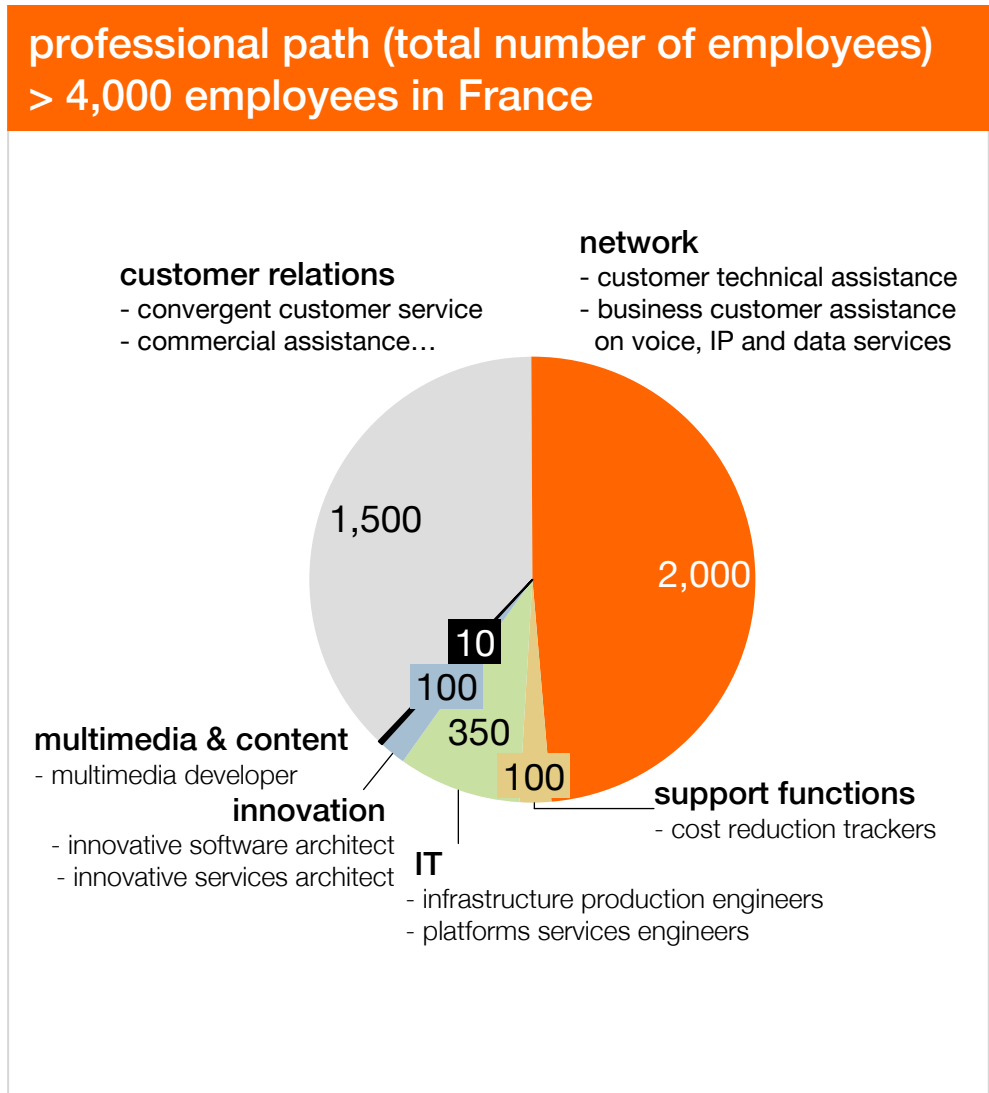 professional path (total number of employees)
> 4,000 employees in France
network
- customer technical assistance
- business customer assistance
on voice, IP and data services
customer relations
- convergent customer service
- commercial assistance…
1,500
2,000
10
100
350
100
multimedia & content
- multimedia developer
innovation
- innovative software architect
- innovative services architect
IT
- infrastructure production engineers
- platforms services engineers
support functions
- cost reduction trackers